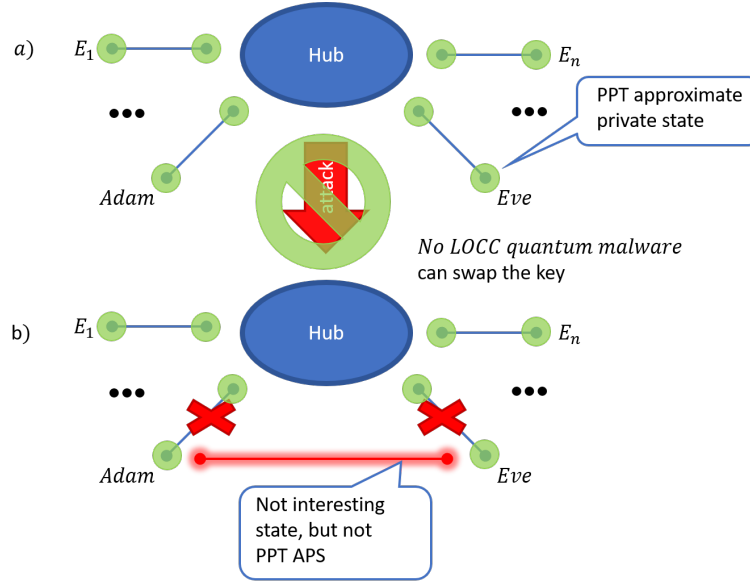 a)
E₁
Hub
Eₙ
•••
•••
PPT approximate
private state
Adam
attack
Eve
No LOCC quantum malware
can swap the key
b)
E₁
Hub
Eₙ
•••
•••
Adam
Eve
Not interesting
state, but not
PPT APS